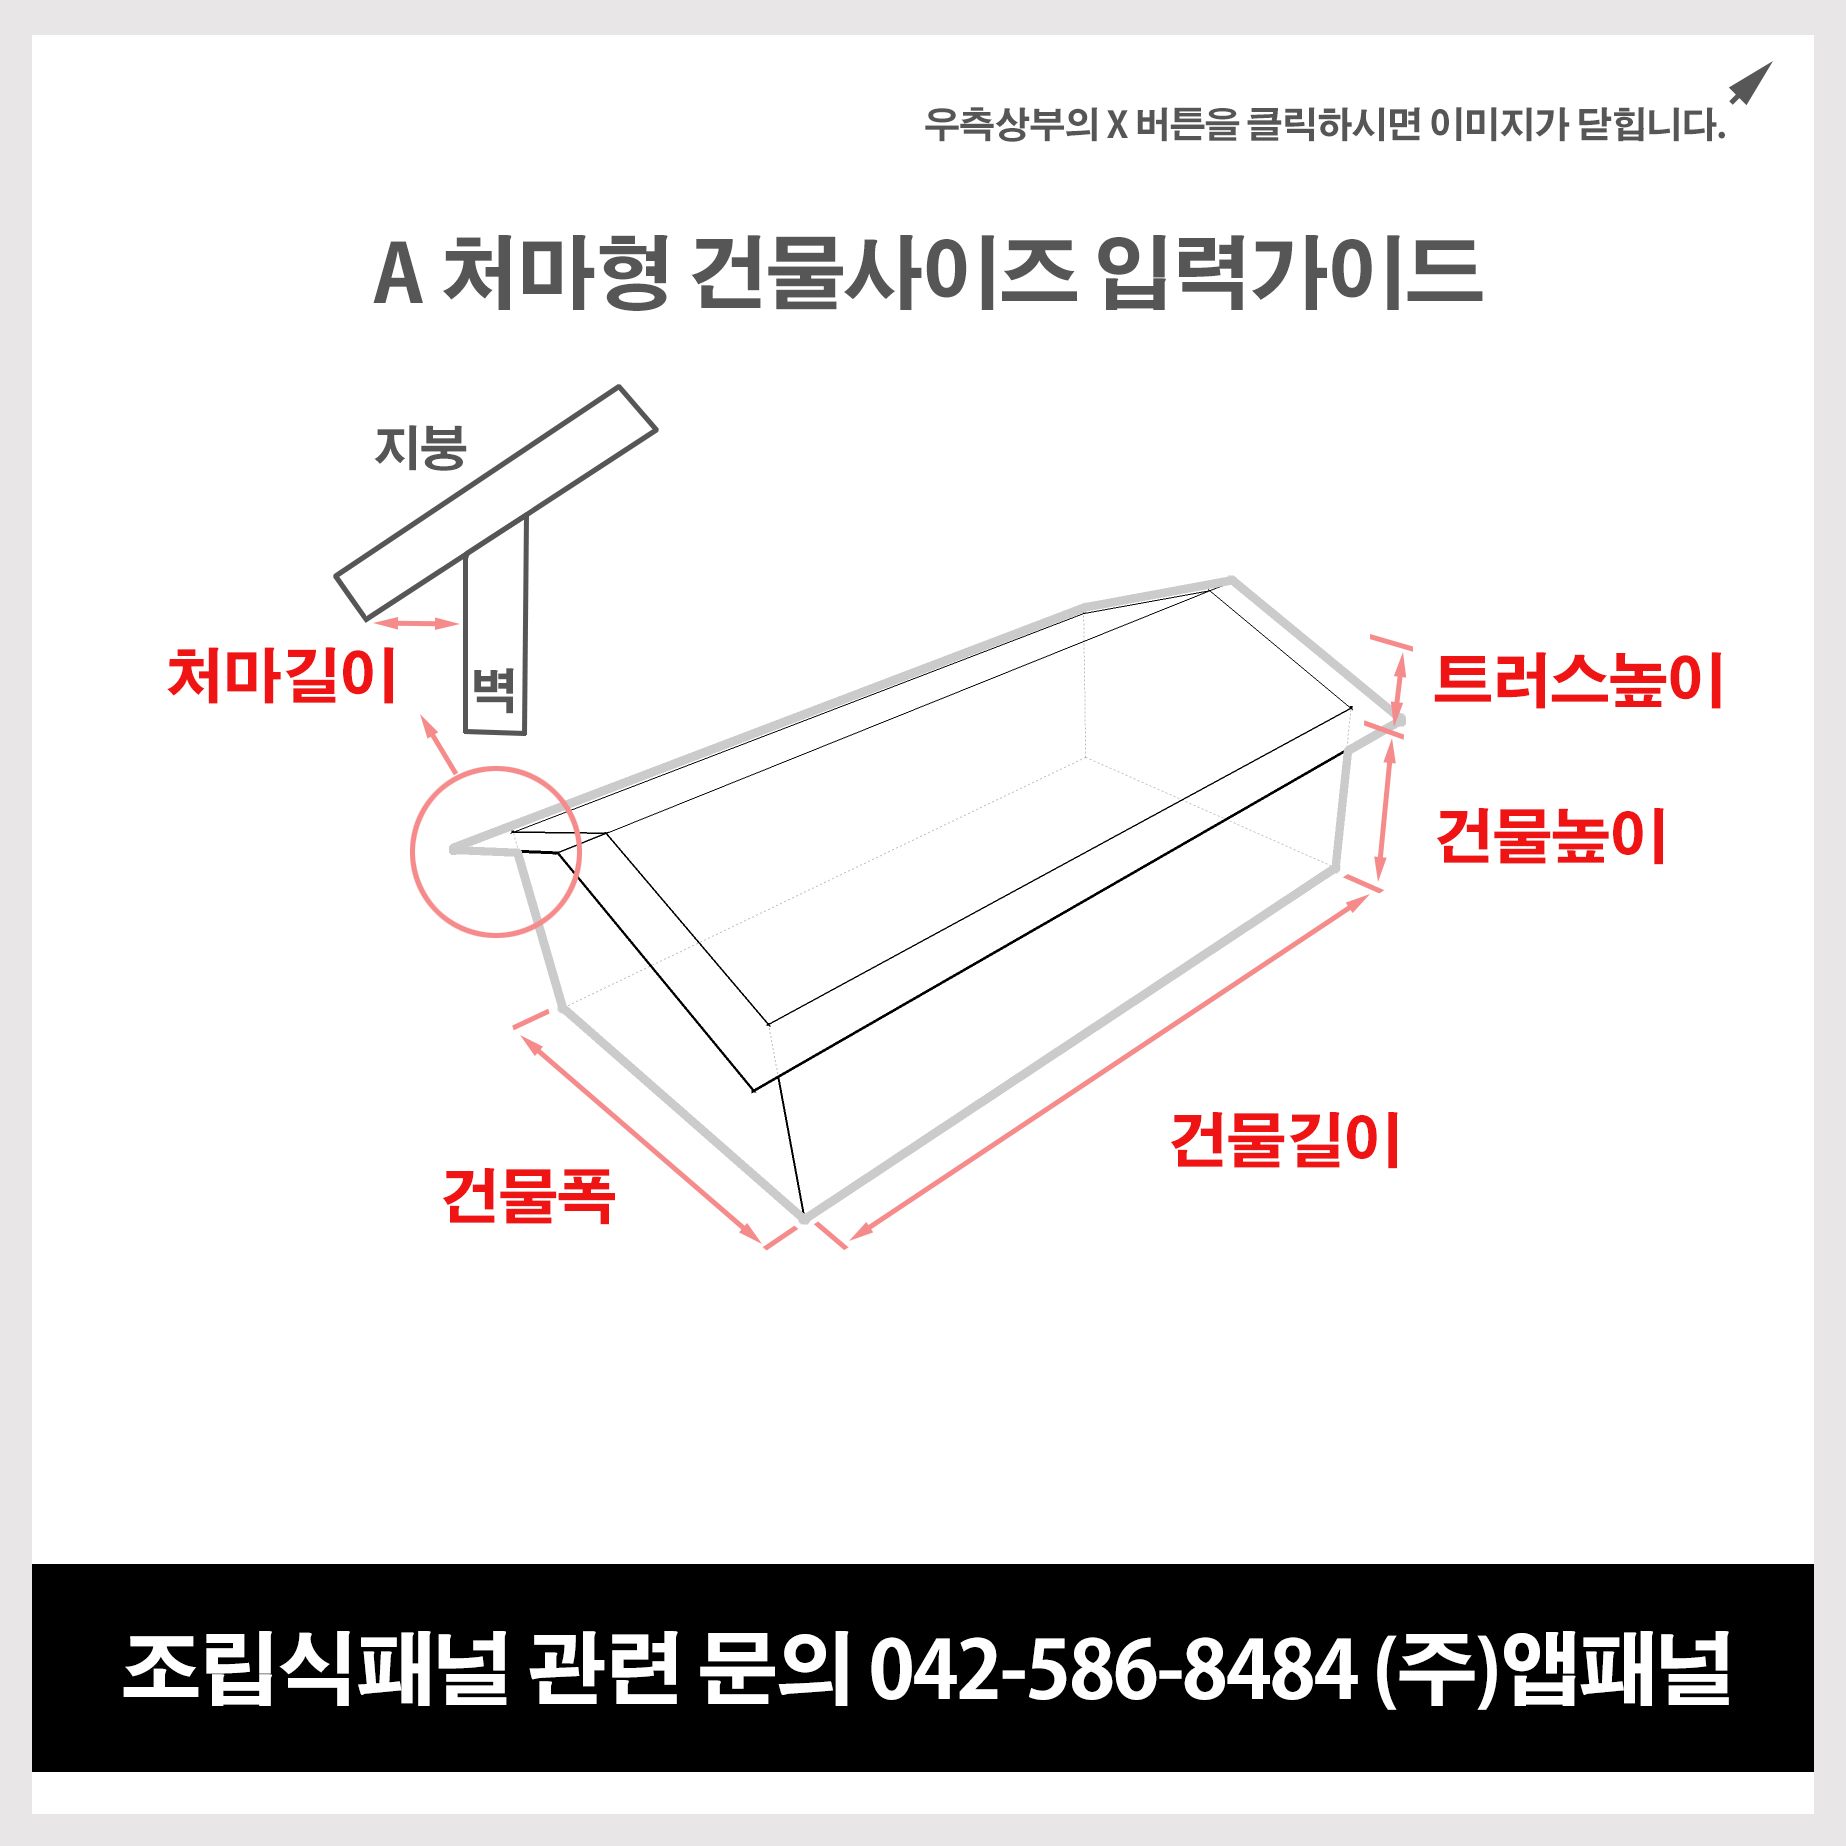 우측상부의 X 버튼을 클릭하시면 이미지가 닫힙니다.
A 처마형 건물사이즈 입력가이드
지붕
처마길이
벽
트러스높이
건물높이
건물길이
건물폭
조립식패널 관련 문의 042-586-8484 (주)앱패널